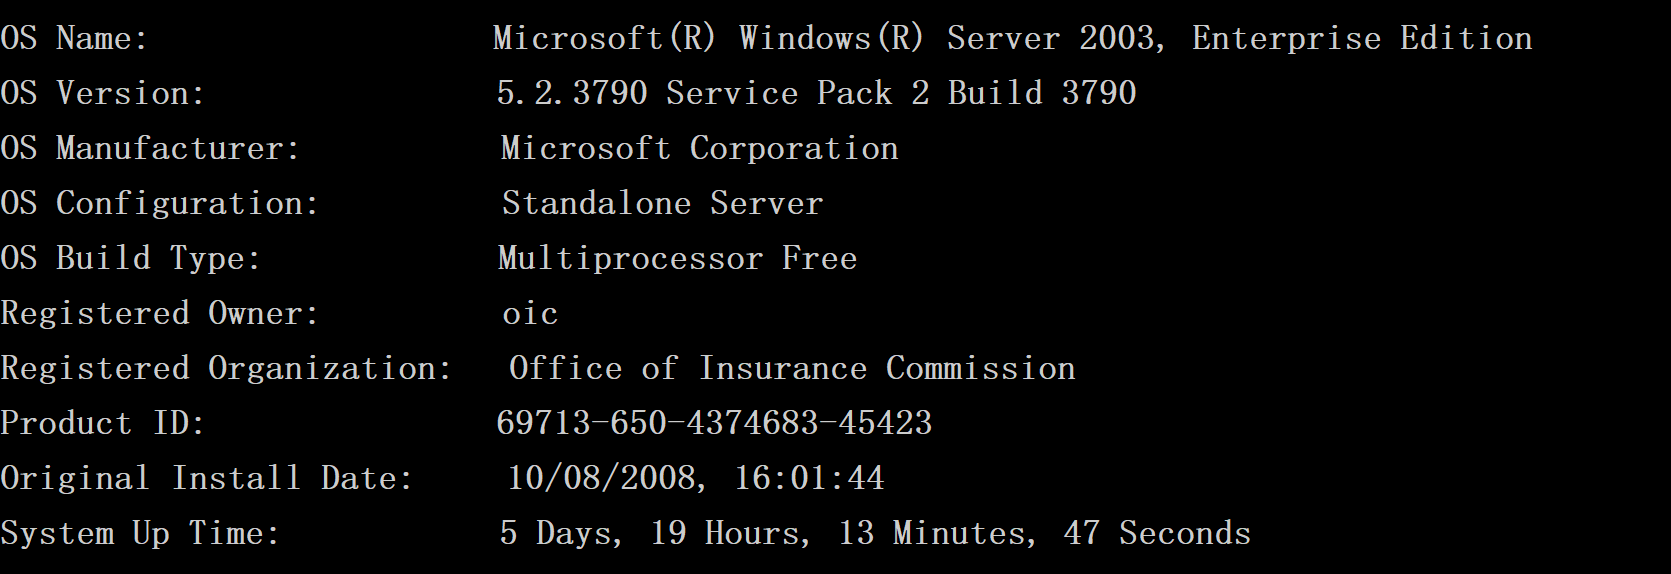 OS Name: Microsoft(R) Windows(R) Server 2003, Enterprise Edition
OS Version: 5.2.3790 Service Pack 2 Build 3790
OS Manufacturer: Microsoft Corporation
OS Configuration: Standalone Server
OS Build Type: Multiprocessor Free
Registered Owner: oic
Registered Organization: Office of Insurance Commission
Product ID: 69713-650-4374683-45423
Original Install Date: 10/08/2008, 16:01:44
System Up Time: 5 Days, 19 Hours, 13 Minutes, 47 Seconds